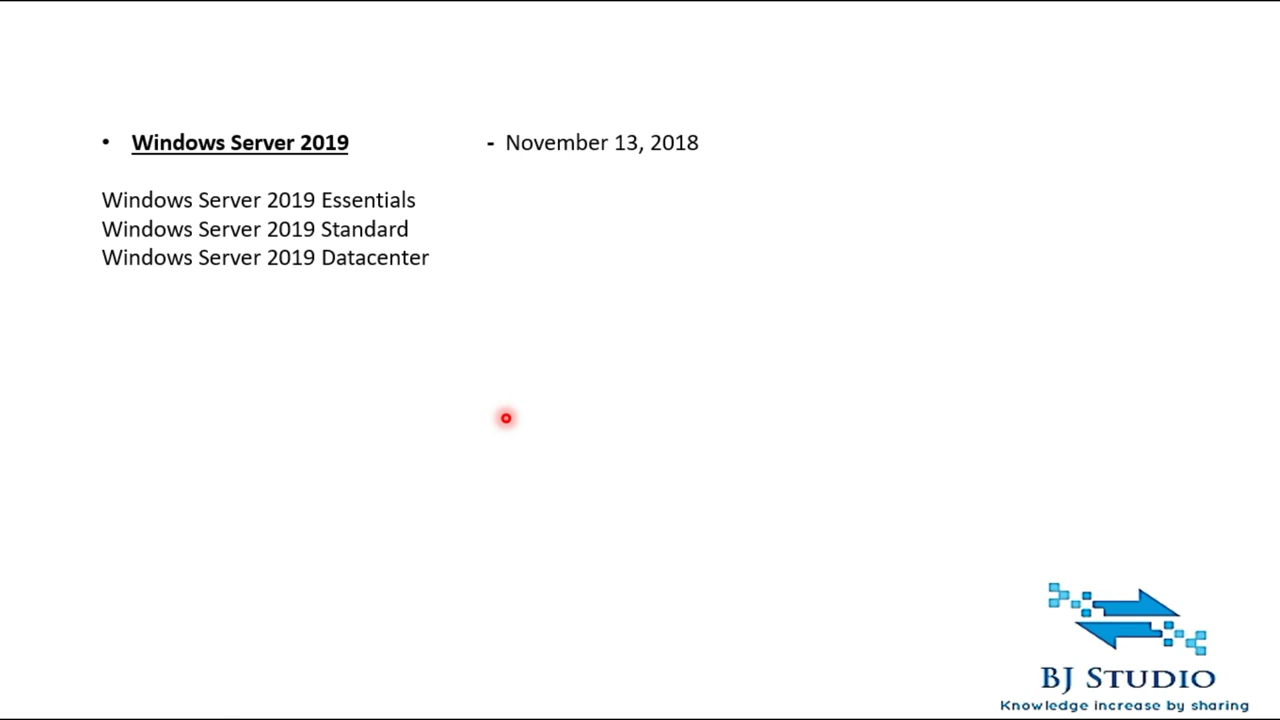 • Windows Server 2019 - November 13, 2018
Windows Server 2019 Essentials
Windows Server 2019 Standard
Windows Server 2019 Datacenter
BJ STUDIO
Knowledge increase by sharing